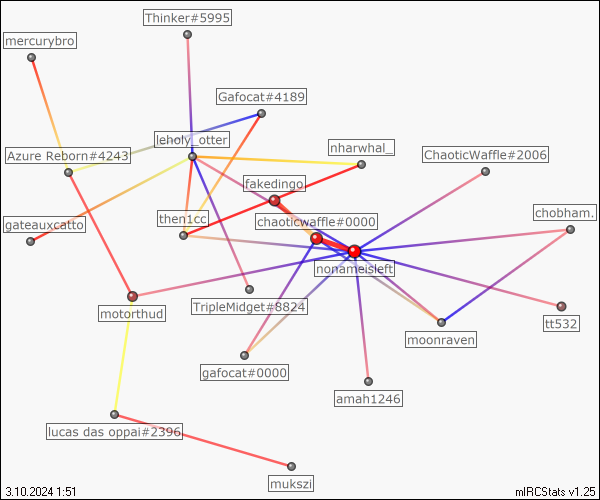 Thinker#5995
mercurybro
Gafocat#4189
leholy_otter
nharwhal_
Azure Reborn#4243
ChaoticWaffle#2006
fakedingo
chobham.
then1cc
chaoticwaffle#0000
gateauxcatto
nonameisleft
TripleMidget#8824
motorthud
tt532
moonraven
gafocat#0000
amah1246
lucas das oppai#2396
mukszi
3.10.2024 1:51
mIRCStats v1.25